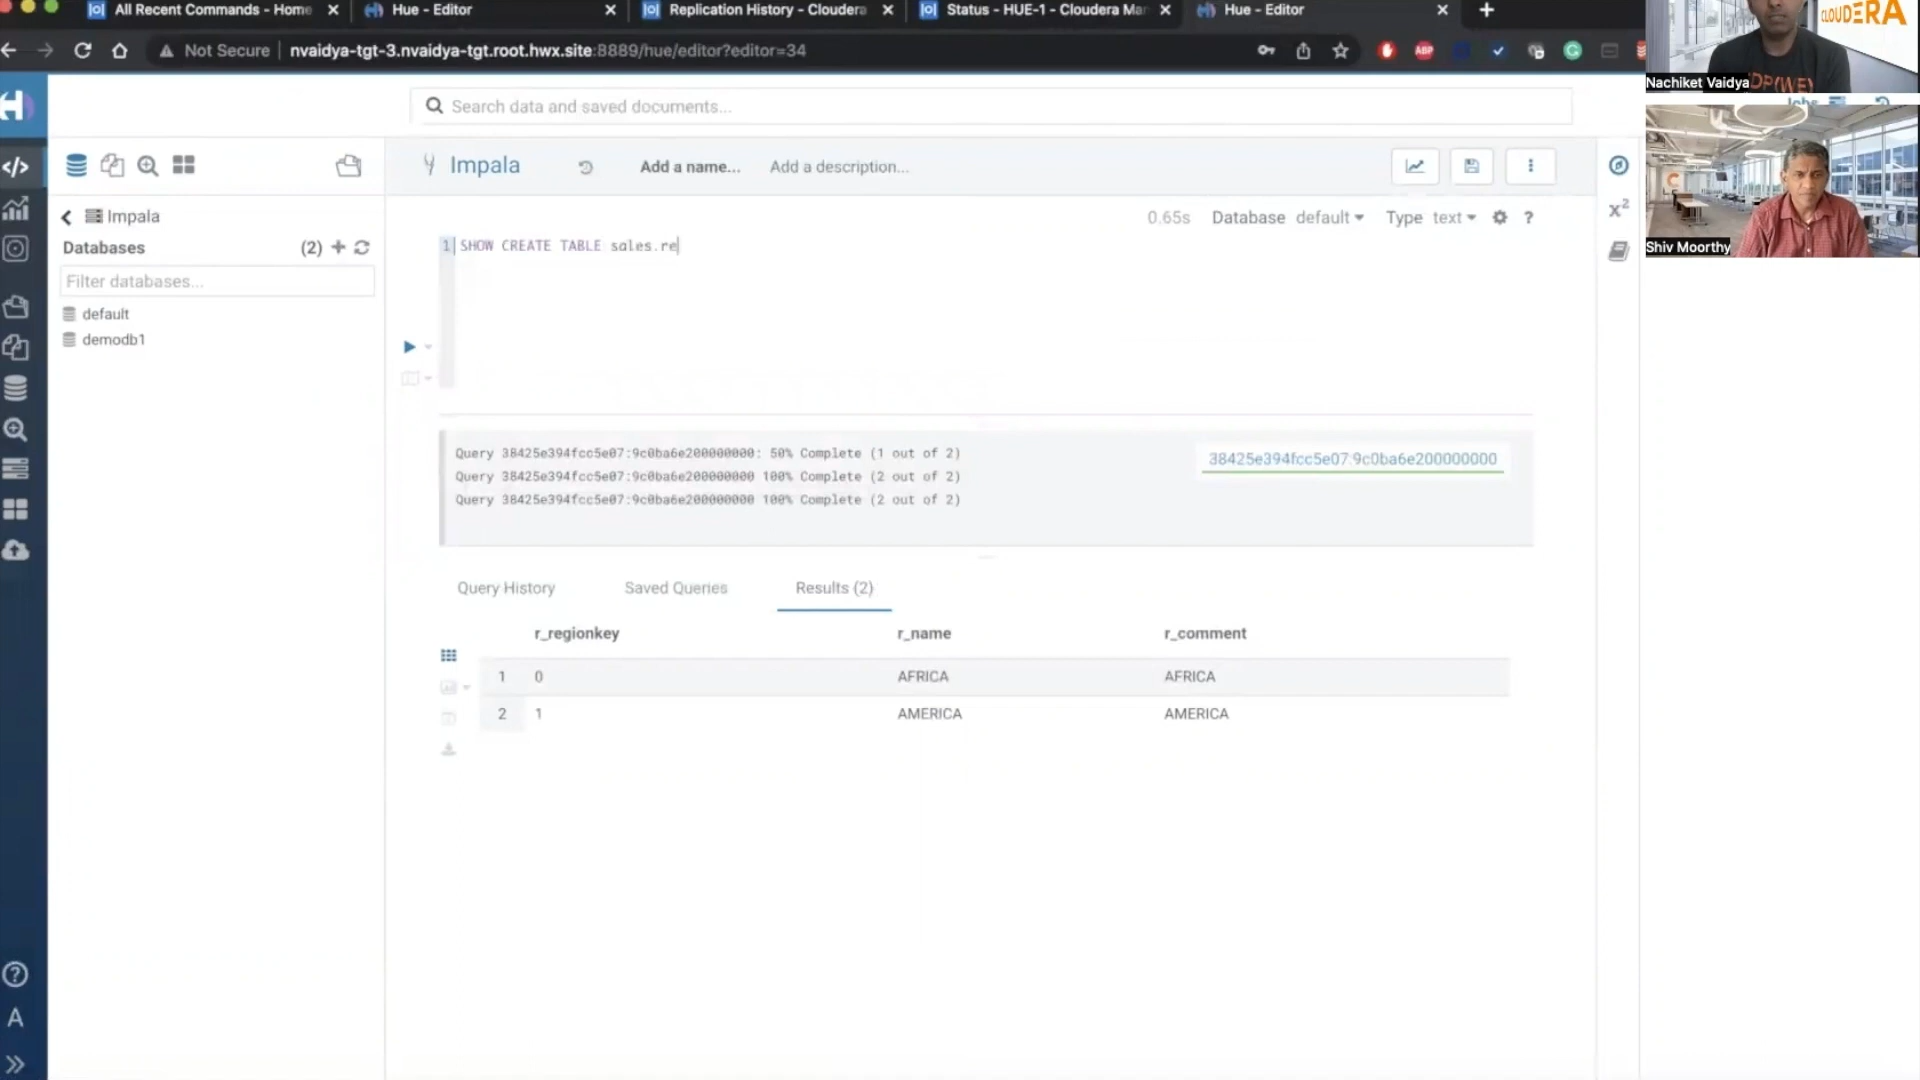 All Recent Commands - Home
Hue - Editor
Replication History - Cloudera
Status - HUE-1 - Cloudera Mar
Hue - Editor
Not Secure nvaidya-tgt-3.nvaidya-tgt.root.hwx.site:8889/hue/editor?editor=34
ABP
CLOUDERA
Nachiket Vaidya
Jobs
Shiv Moorthy
Search data and saved documents...
Impala
Add a name...
Add a description...
Impala
Databases
(2)
Filter databases...
default
demodb1
0.65s
Database default
Type text
?
1 SHOW CREATE TABLE sales.re
Query 38425e394fcc5e07:9c0ba6e200000000: 50% Complete (1 out of 2)
Query 38425e394fcc5e07:9c0ba6e200000000 100% Complete (2 out of 2)
Query 38425e394fcc5e07:9c0ba6e200000000 100% Complete (2 out of 2)
38425e394fcc5e07:9c0ba6e200000000
Query History
Saved Queries
Results (2)
r_regionkey r_name r_comment
1 0 AFRICA AFRICA
2 1 AMERICA AMERICA
A